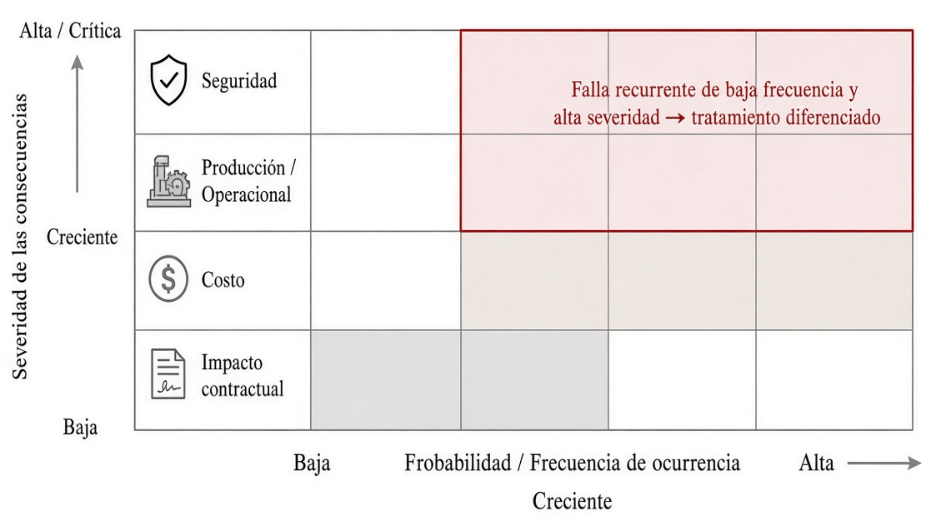 Alta / Crítica
Seguridad
Falla recurrente de baja frecuencia y
alta severidad → tratamiento diferenciado
Producción /
Operacional
Severidad de las consecuencias
Creciente
Costo
$
Impacto
contractual
Baja
Baja
Frobabilidad / Frecuencia de ocurrencia
Alta
Creciente